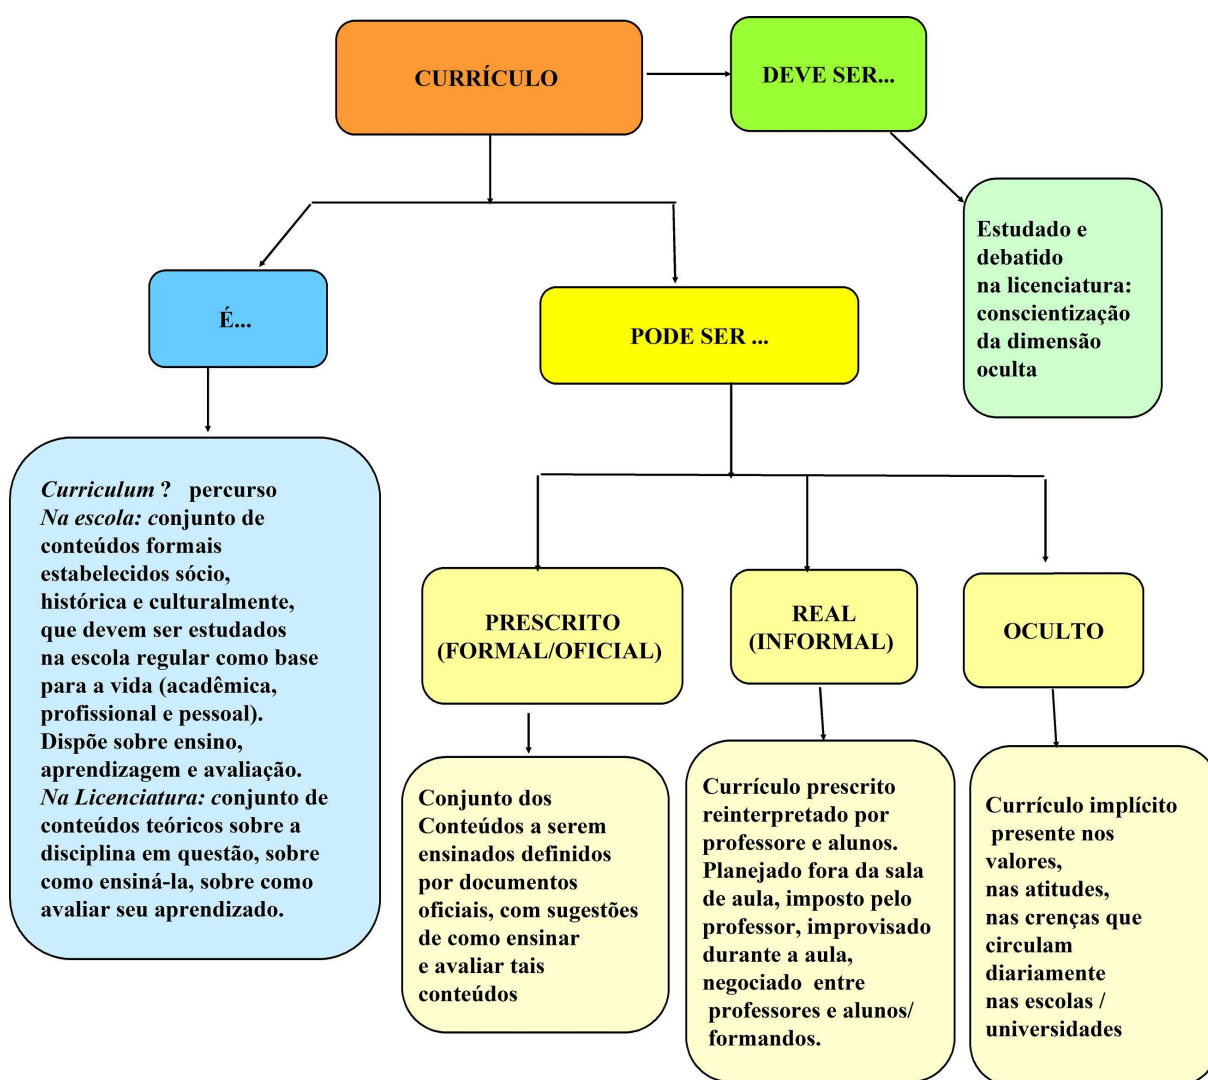 CURRÍCULO
DEVE SER...
Estudado e
debatido
na licenciatura:
conscientização
da dimensão
oculta
É...
PODE SER ...
Curriculum ? percurso
Na escola: conjunto de
conteúdos formais
estabelecidos sócio,
histórica e culturalmente,
que devem ser estudados
na escola regular como base
para a vida (acadêmica,
profissional e pessoal).
Dispõe sobre ensino,
aprendizagem e avaliação.
Na Licenciatura: conjunto de
conteúdos teóricos sobre a
disciplina em questão, sobre
como ensiná-la, sobre como
avaliar seu aprendizado.
PRESCRITO
(FORMAL/OFICIAL)
REAL
(INFORMAL)
OCULTO
Conjunto dos
Conteúdos a serem
ensinados definidos
por documentos
oficiais, com sugestões
de como ensinar
e avaliar tais
conteúdos
Currículo prescrito
reinterpretado por
professore e alunos.
Planejado fora da sala
de aula, imposto pelo
professor, improvisado
durante a aula,
negociado entre
professores e alunos/
formandos.
Currículo implícito
presente nos
valores,
nas atitudes,
nas crenças que
circulam
diariamente
nas escolas /
universidades